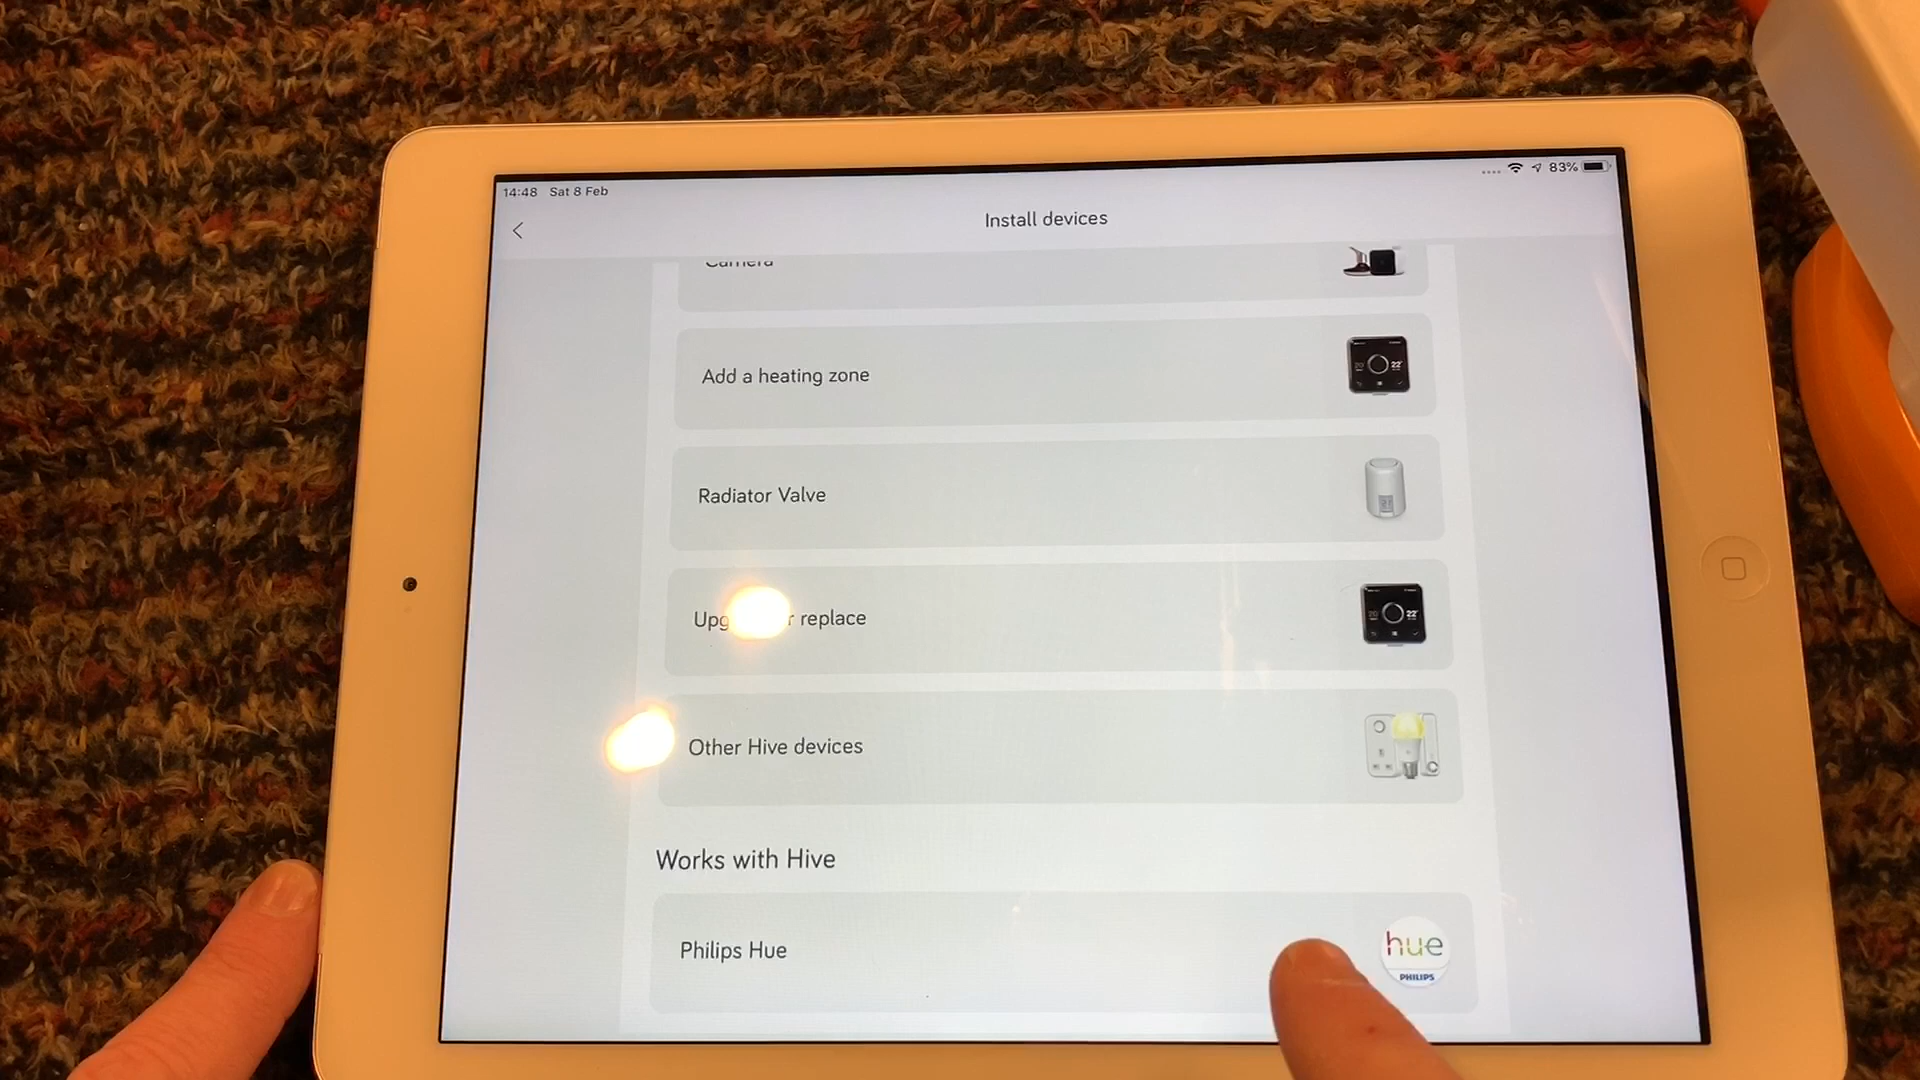 14:48 Sat 8 Feb
83%
Install devices
Camera
Add a heating zone
Radiator Valve
replace
Other Hive devices
Works with Hive
Philips Hue
hue
PHILIPS